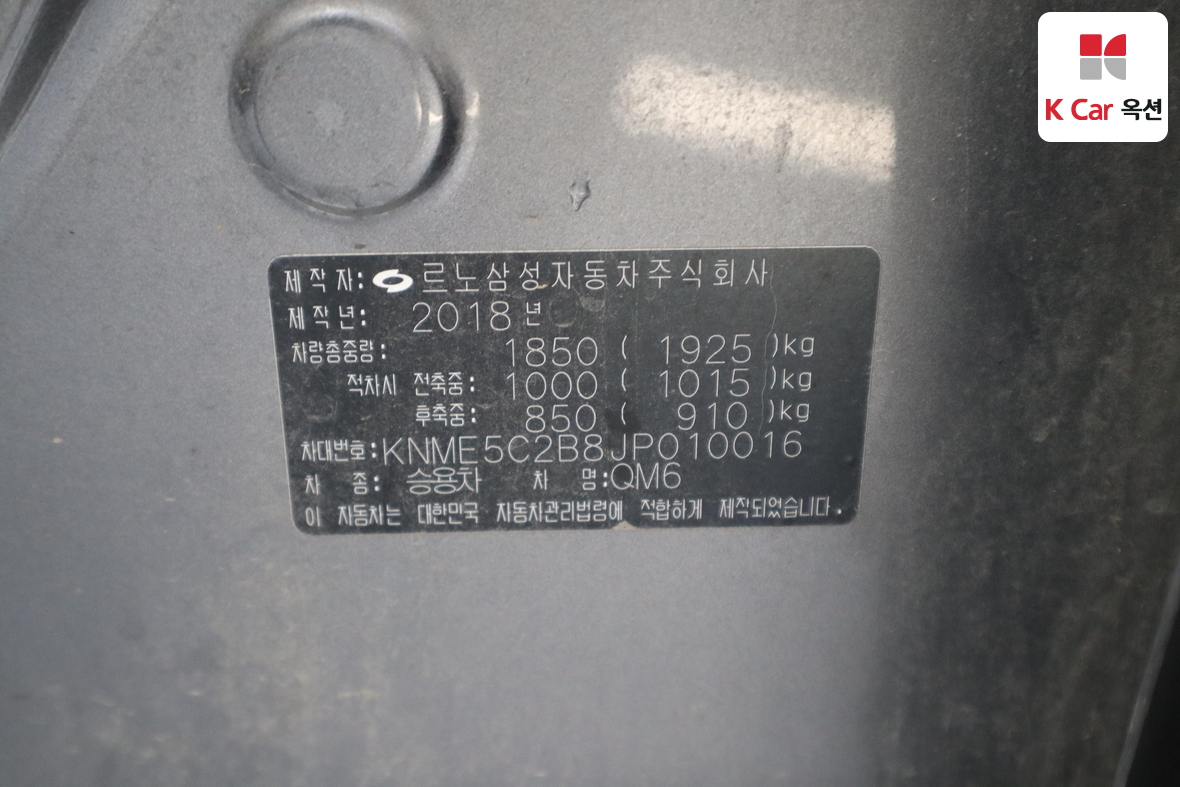 K Car 옥션
제 작 자: 르노삼성자동차주식회사
제 작 년: 2018 년
차량총중량: 1850 ( 1925 )kg
적차시 전축중: 1000 ( 1015 )kg
후축중: 850 ( 910 )kg
차대번호: KNME5C2B8JP010016
차 종: 승용차 차 명: QM6
이 자동차는 대한민국 자동차관리법령에 적합하게 제작되었습니다.